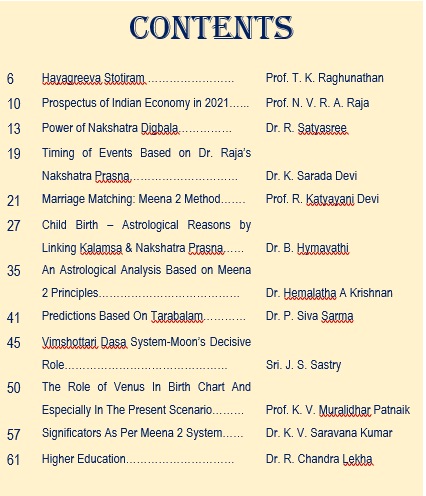 CONTENTS
6 Hayagreeva Stotiram........................ Prof. T. K. Raghunathan
10 Prospectus of Indian Economy in 2021...... Prof. N. V. R. A. Raja
13 Power of Nakshatra Digbala.............. Dr. R. Satyasree
19 Timing of Events Based on Dr. Raja's
Nakshatra Prasna............................ Dr. K. Sarada Devi
21 Marriage Matching: Meena 2 Method....... Prof. R. Katyayani Devi
27 Child Birth – Astrological Reasons by
Linking Kalamsa & Nakshatra Prasna...... Dr. B. Hymavathi
35 An Astrological Analysis Based on Meena
2 Principles..................................... Dr. Hemalatha A Krishnan
41 Predictions Based On Tarabalam........... Dr. P. Siva Sarma
45 Vimshottari Dasa System-Moon's Decisive
Role........................................... Sri. J. S. Sastry
50 The Role of Venus In Birth Chart And
Especially In The Present Scenario......... Prof. K. V. Muralidhar Patnaik
57 Significators As Per Meena 2 System...... Dr. K. V. Saravana Kumar
61 Higher Education............................. Dr. R. Chandra Lekha